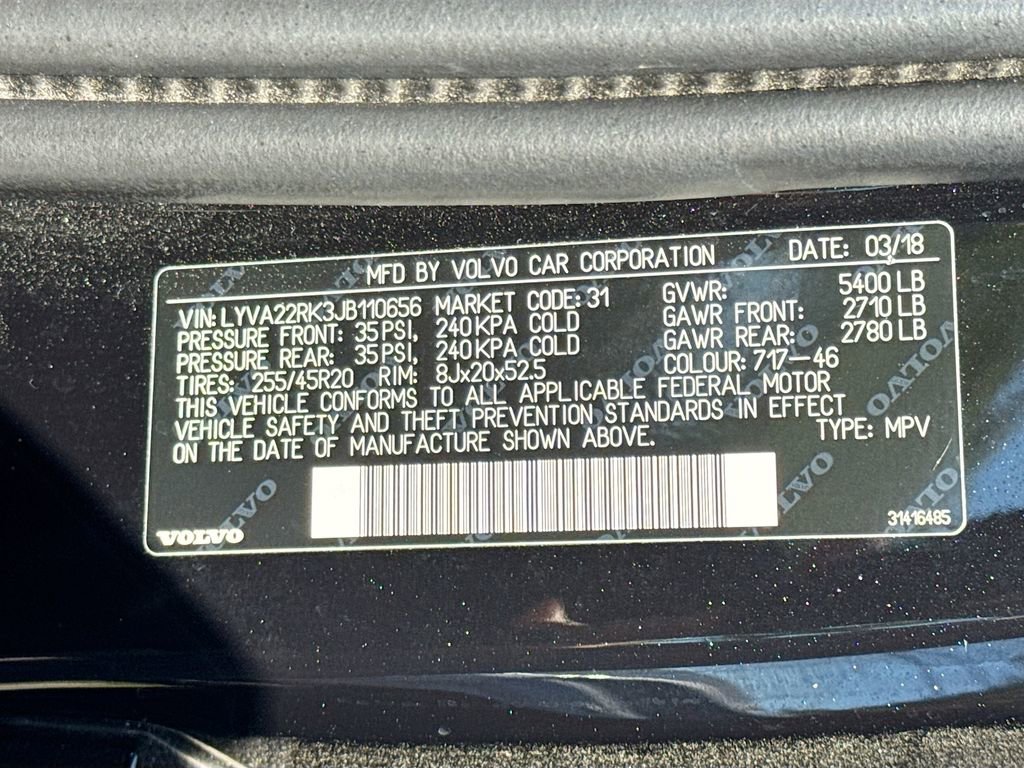 MFD BY VOLVO CAR CORPORATION DATE: 03/18
VIN: LYVA22RK3JB110656 MARKET CODE: 31 GVWR: 5400 LB
PRESSURE FRONT: 35 PSI, 240 KPA COLD GAWR FRONT: 2710 LB
PRESSURE REAR: 35 PSI, 240 KPA COLD GAWR REAR: 2780 LB
TIRES: 255/45R20 RIM: 8Jx20x52.5 COLOUR: 717-46
THIS VEHICLE CONFORMS TO ALL APPLICABLE FEDERAL MOTOR
VEHICLE SAFETY AND THEFT PREVENTION STANDARDS IN EFFECT
ON THE DATE OF MANUFACTURE SHOWN ABOVE. TYPE: MPV
VOLVO 31416485